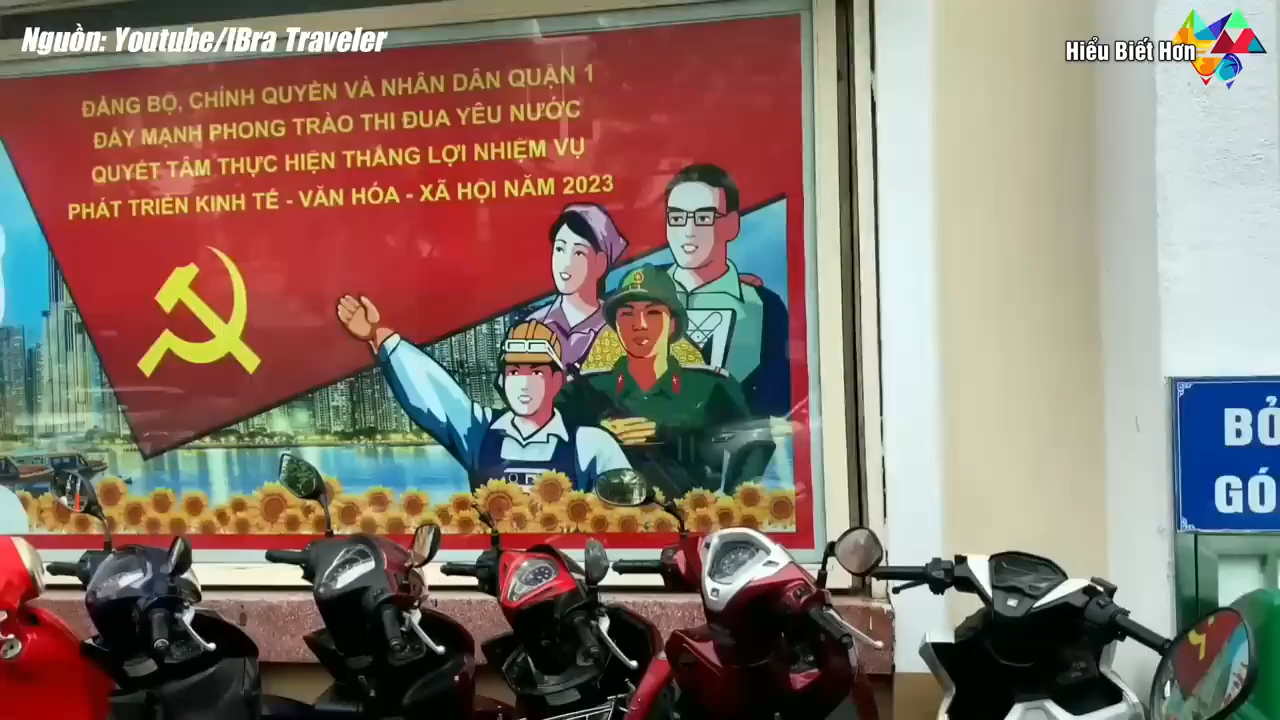 Nguồn: Youtube/IBra Traveler
Hiểu Biết Hơn
ĐẢNG BỘ, CHÍNH QUYỀN VÀ NHÂN DÂN QUẬN 1
ĐẨY MẠNH PHONG TRÀO THI ĐUA YÊU NƯỚC
QUYẾT TÂM THỰC HIỆN THẮNG LỢI NHIỆM VỤ
PHÁT TRIỂN KINH TẾ - VĂN HÓA - XÃ HỘI NĂM 2023
BỎ
GÓ